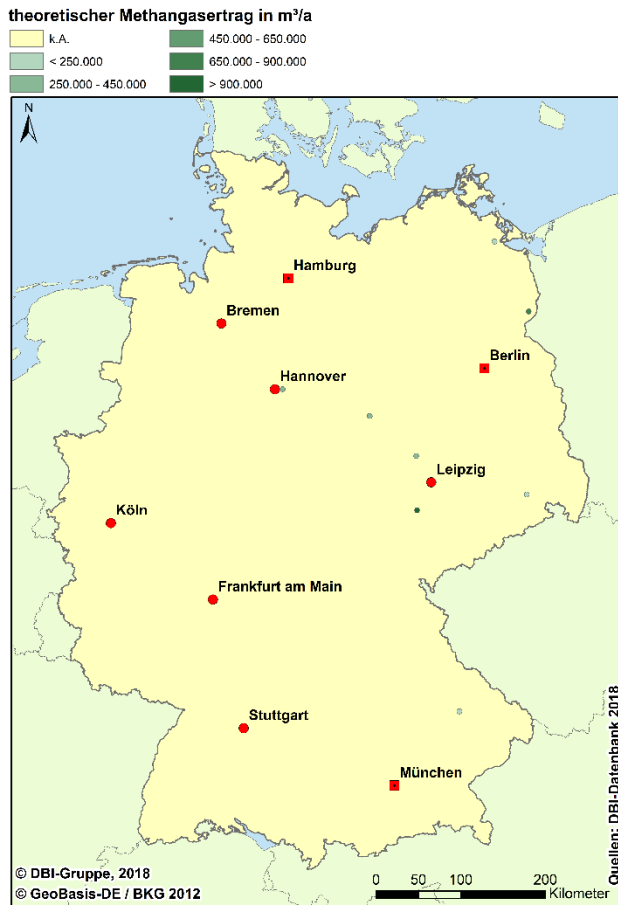 theoretischer Methangasertrag in m³/a
k.A.
450.000 - 650.000
< 250.000
650.000 - 900.000
250.000 - 450.000
> 900.000
N
Hamburg
Bremen
Berlin
Hannover
Leipzig
Köln
Frankfurt am Main
Stuttgart
München
Quellen: DBI-Datenbank 2018
© DBI-Gruppe, 2018
© GeoBasis-DE / BKG 2012
0 50 100 200
Kilometer